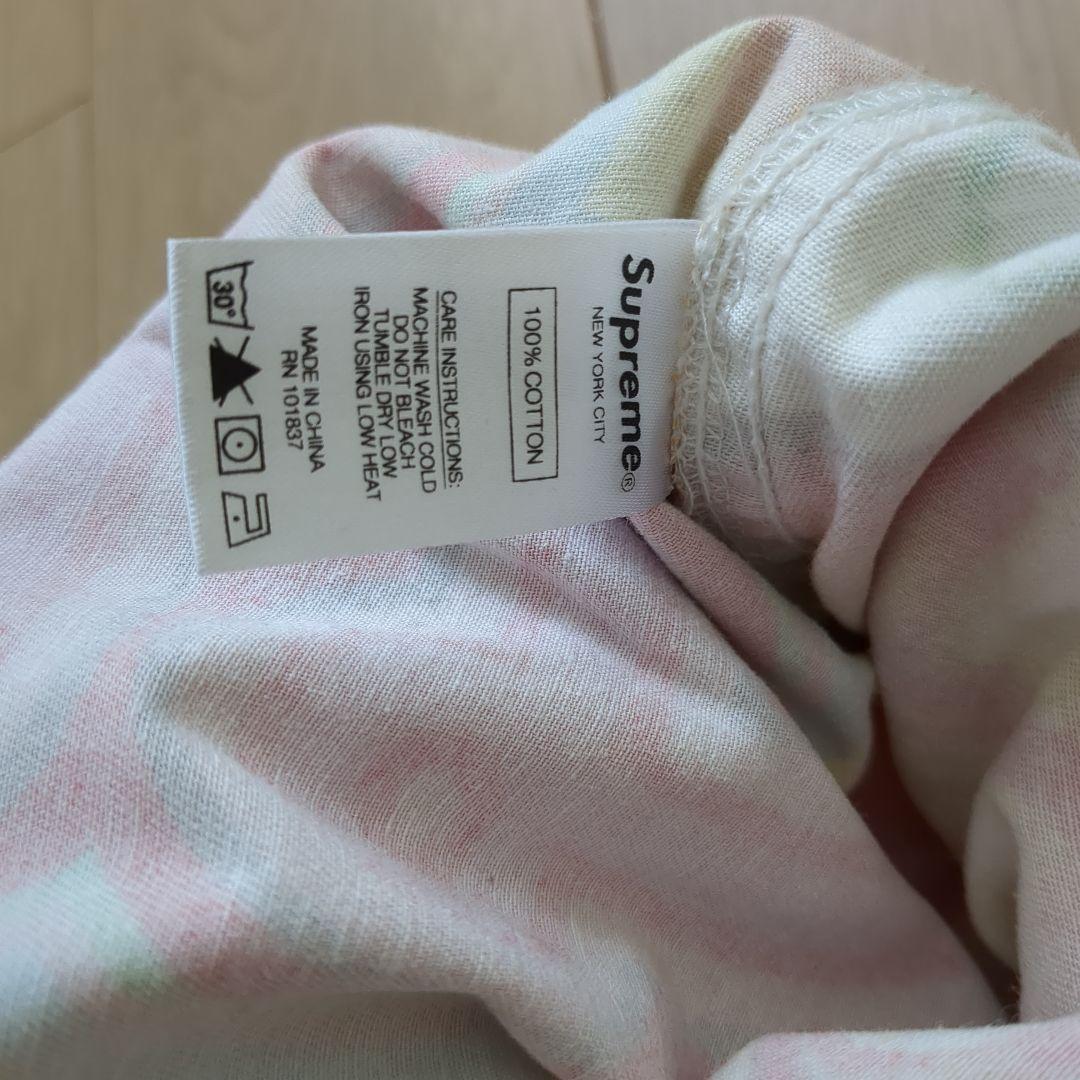 Supreme®
NEW YORK CITY
100% COTTON
CARE INSTRUCTIONS:
MACHINE WASH COLD
DO NOT BLEACH
TUMBLE DRY LOW
IRON USING LOW HEAT
MADE IN CHINA
RN 101837
30°